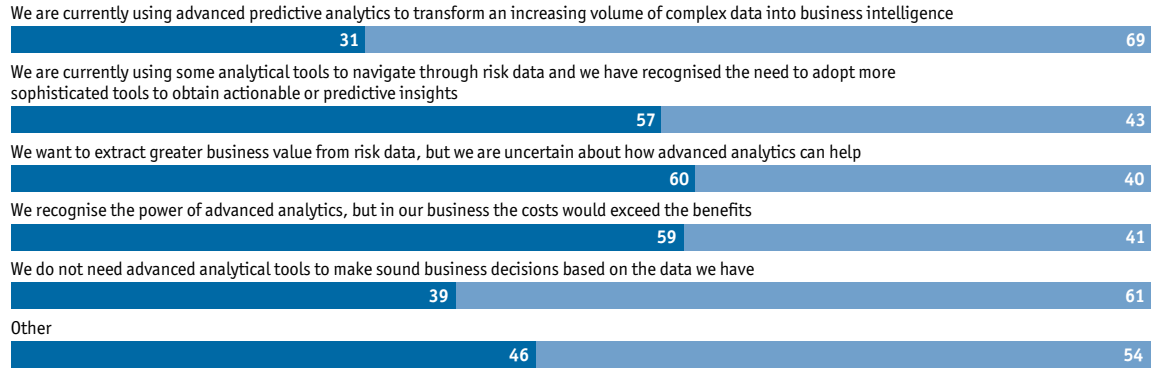 We are currently using advanced predictive analytics to transform an increasing volume of complex data into business intelligence
31 69
We are currently using some analytical tools to navigate through risk data and we have recognised the need to adopt more
sophisticated tools to obtain actionable or predictive insights
57 43
We want to extract greater business value from risk data, but we are uncertain about how advanced analytics can help
60 40
We recognise the power of advanced analytics, but in our business the costs would exceed the benefits
59 41
We do not need advanced analytical tools to make sound business decisions based on the data we have
39 61
Other
46 54